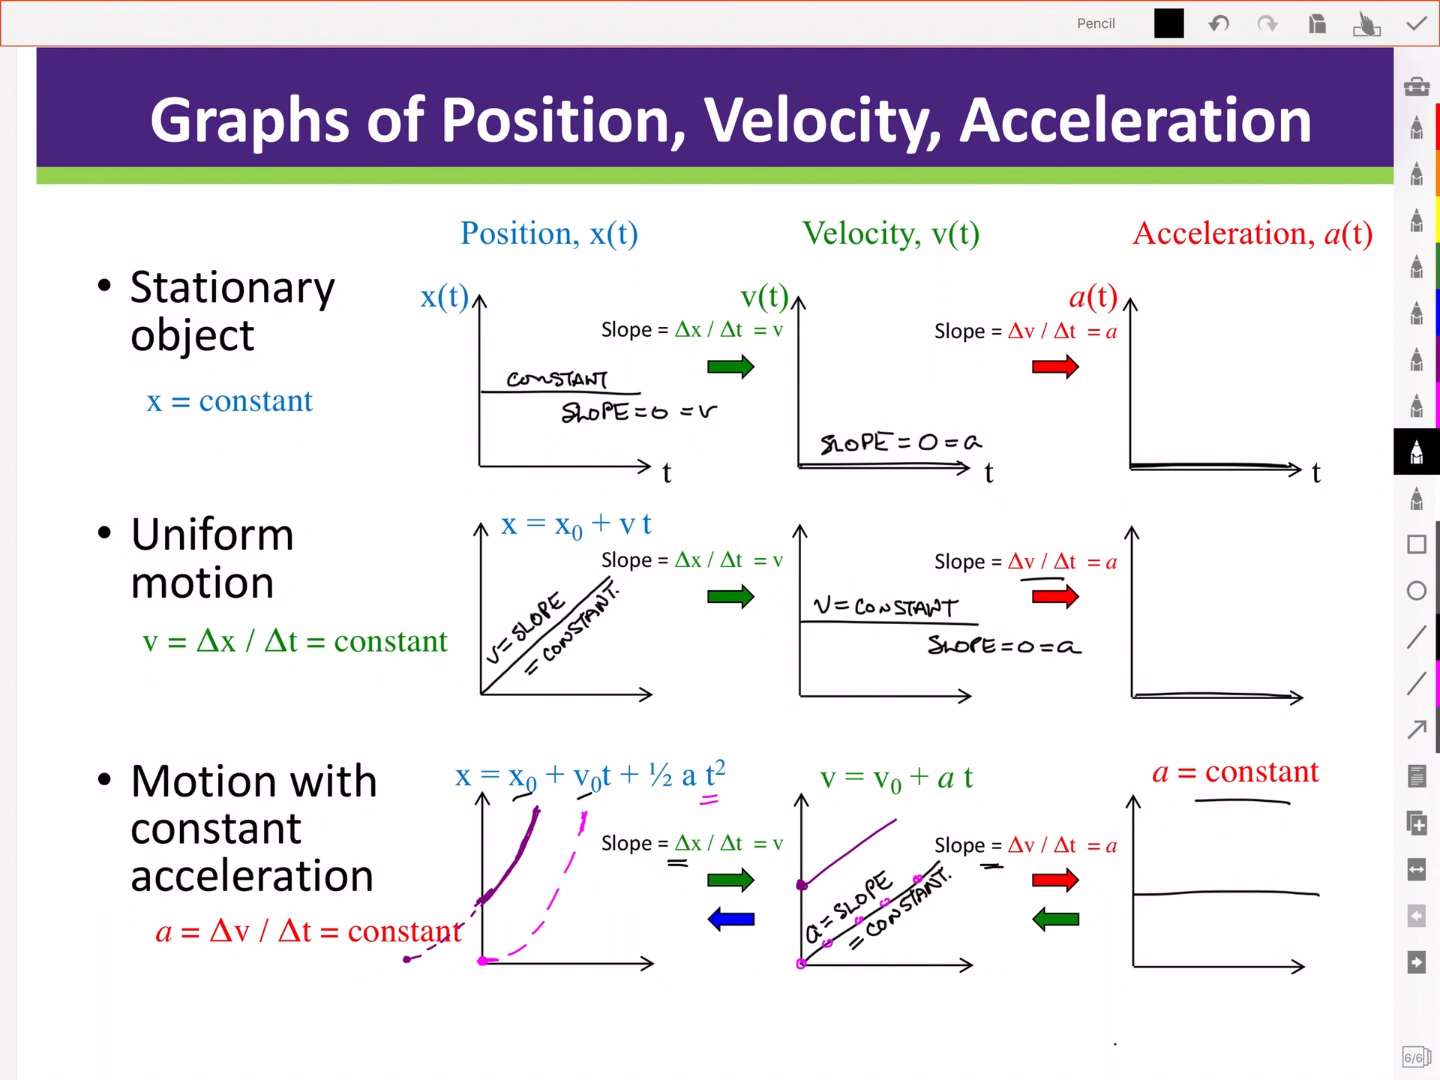 Pencil
Graphs of Position, Velocity, Acceleration
Position, x(t)
Velocity, v(t)
Acceleration, a(t)
• Stationary
object
x = constant
x(t)
Slope = Δx / Δt = v
CONSTANT
SLOPE = 0 = v
t
v(t)
Slope = Δv / Δt = a
SLOPE = 0 = a
t
a(t)
t
• Uniform
motion
v = Δx / Δt = constant
x = x₀ + v t
Slope = Δx / Δt = v
v = SLOPE
= CONSTANT.
Slope = Δv / Δt = a
V = CONSTANT
SLOPE = 0 = a
• Motion with
constant
acceleration
a = Δv / Δt = constant
x = x₀ + v₀t + ½ a t²
Slope = Δx / Δt = v
v = v₀ + a t
Slope = Δv / Δt = a
a = SLOPE
= CONSTANT.
a = constant
6/6